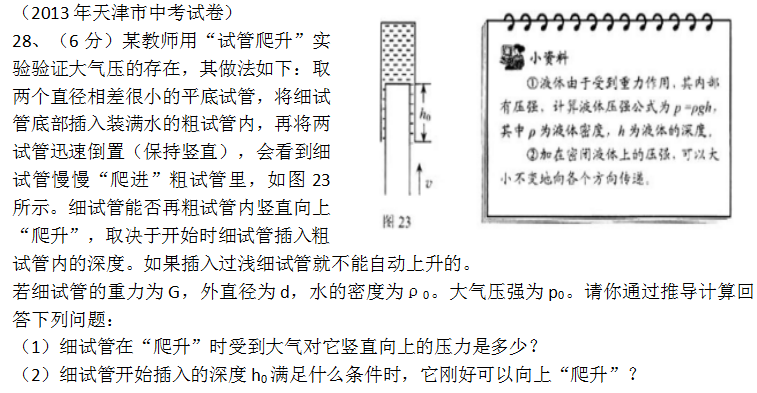 （2013年天津市中考试卷）
28、（6分）某教师用“试管爬升”实
验验证大气压的存在，其做法如下：取
两个直径相差很小的平底试管，将细试
管底部插入装满水的粗试管内，再将两
试管迅速倒置（保持竖直），会看到细
试管慢慢“爬进”粗试管里，如图 23
所示。细试管能否再粗试管内竖直向上
“爬升”，取决于开始时细试管插入粗
试管内的深度。如果插入过浅细试管就不能自动上升的。
若细试管的重力为 G，外直径为 d，水的密度为ρ₀。大气压强为 p₀。请你通过推导计算回
答下列问题：
（1）细试管在“爬升”时受到大气对它竖直向上的压力是多少？
（2）细试管开始插入的深度 h₀ 满足什么条件时，它刚好可以向上“爬升”？
h₀
v
图 23
小资料
①液体由于受到重力作用，其内部
有压强，计算液体压强公式为 p =ρgh，
其中 ρ 为液体密度，h 为液体的深度。
②加在密闭液体上的压强，可以大
小不变地向各个方向传递。